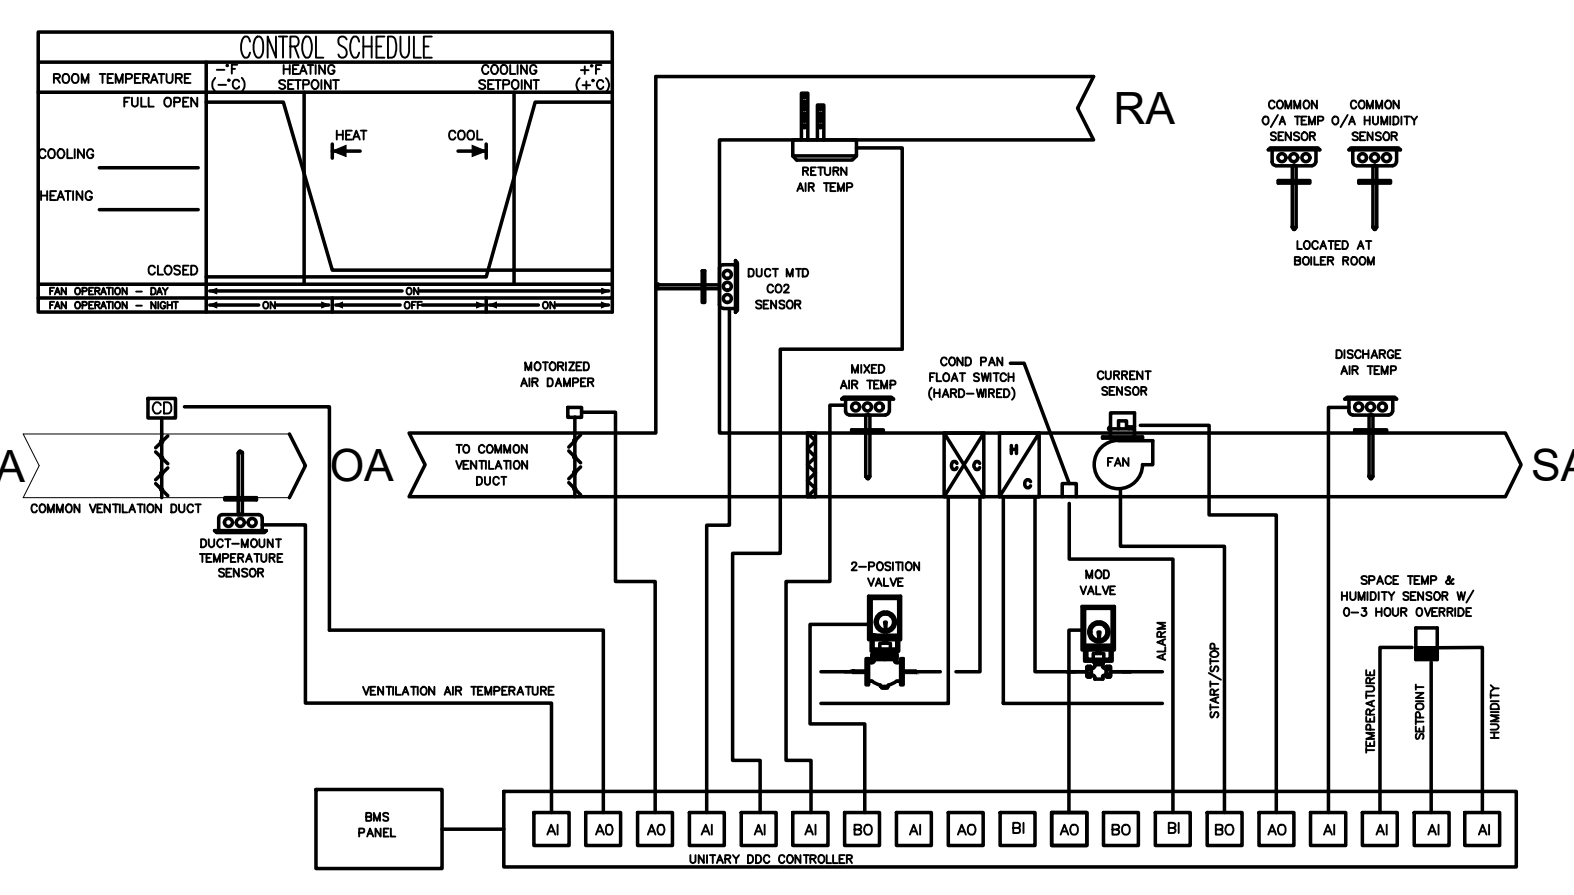 CONTROL SCHEDULE
ROOM TEMPERATURE
-°F
(-°C)
HEATING
SETPOINT
COOLING
SETPOINT
+°F
(+°C)
FULL OPEN
HEAT
COOL
COOLING
HEATING
CLOSED
FAN OPERATION - DAY
ON
FAN OPERATION - NIGHT
ON
OFF
ON
RA
RETURN
AIR TEMP
COMMON
O/A TEMP
SENSOR
COMMON
O/A HUMIDITY
SENSOR
LOCATED AT
BOILER ROOM
DUCT MTD
CO2
SENSOR
MOTORIZED
AIR DAMPER
MIXED
AIR TEMP
COND PAN
FLOAT SWITCH
(HARD-WIRED)
CURRENT
SENSOR
DISCHARGE
AIR TEMP
CD
A
OA
TO COMMON
VENTILATION
DUCT
C
C
H
C
FAN
SA
COMMON VENTILATION DUCT
DUCT-MOUNT
TEMPERATURE
SENSOR
2-POSITION
VALVE
MOD
VALVE
SPACE TEMP &
HUMIDITY SENSOR W/
0-3 HOUR OVERRIDE
ALARM
START/STOP
TEMPERATURE
SETPOINT
HUMIDITY
VENTILATION AIR TEMPERATURE
BMS
PANEL
AI
AO
AO
AI
AI
AI
BO
AI
AO
BI
AO
BO
BI
BO
AO
AI
AI
AI
AI
UNITARY DDC CONTROLLER